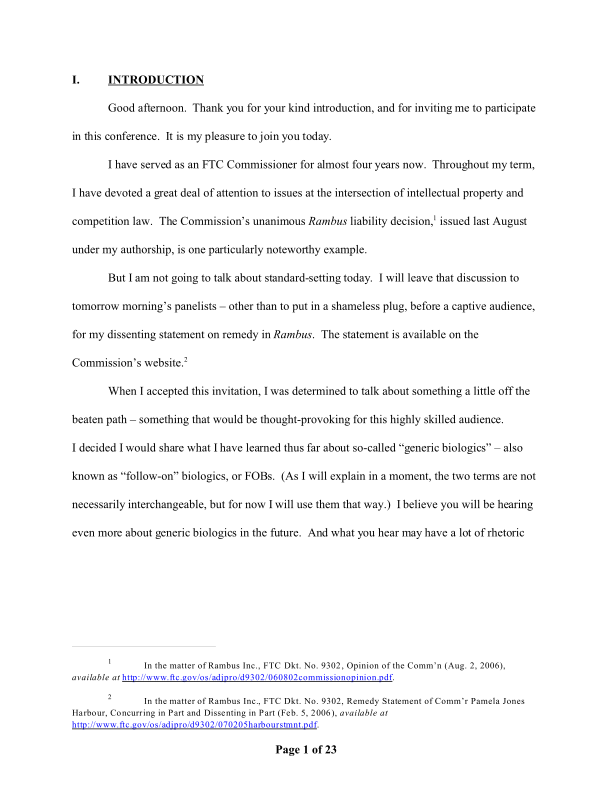 I. INTRODUCTION
Good afternoon. Thank you for your kind introduction, and for inviting me to participate
in this conference. It is my pleasure to join you today.
I have served as an FTC Commissioner for almost four years now. Throughout my term,
I have devoted a great deal of attention to issues at the intersection of intellectual property and
competition law. The Commission’s unanimous Rambus liability decision,1 issued last August
under my authorship, is one particularly noteworthy example.
But I am not going to talk about standard-setting today. I will leave that discussion to
tomorrow morning’s panelists – other than to put in a shameless plug, before a captive audience,
for my dissenting statement on remedy in Rambus. The statement is available on the
Commission’s website.2
When I accepted this invitation, I was determined to talk about something a little off the
beaten path – something that would be thought-provoking for this highly skilled audience.
I decided I would share what I have learned thus far about so-called “generic biologics” – also
known as “follow-on” biologics, or FOBs. (As I will explain in a moment, the two terms are not
necessarily interchangeable, but for now I will use them that way.) I believe you will be hearing
even more about generic biologics in the future. And what you hear may have a lot of rhetoric
1 In the matter of Rambus Inc., FTC Dkt. No. 9302, Opinion of the Comm’n (Aug. 2, 2006),
available at http://www.ftc.gov/os/adjpro/d9302/060802commissionopinion.pdf.
2 In the matter of Rambus Inc., FTC Dkt. No. 9302, Remedy Statement of Comm’r Pamela Jones
Harbour, Concurring in Part and Dissenting in Part (Feb. 5, 2006), available at
http://www.ftc.gov/os/adjpro/d9302/070205harbourstmnt.pdf.
Page 1 of 23